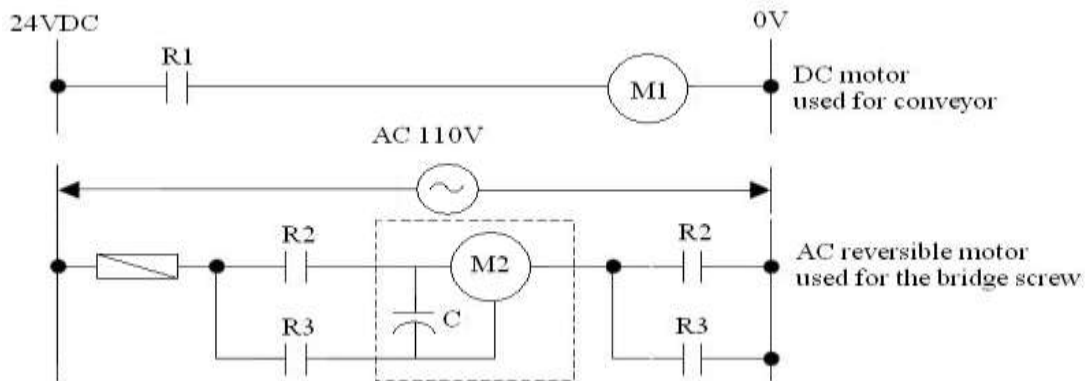 24VDC
0V
R1
M1
DC motor
used for conveyor
AC 110V
R2
M2
R2
AC reversible motor
used for the bridge screw
C
R3
R3